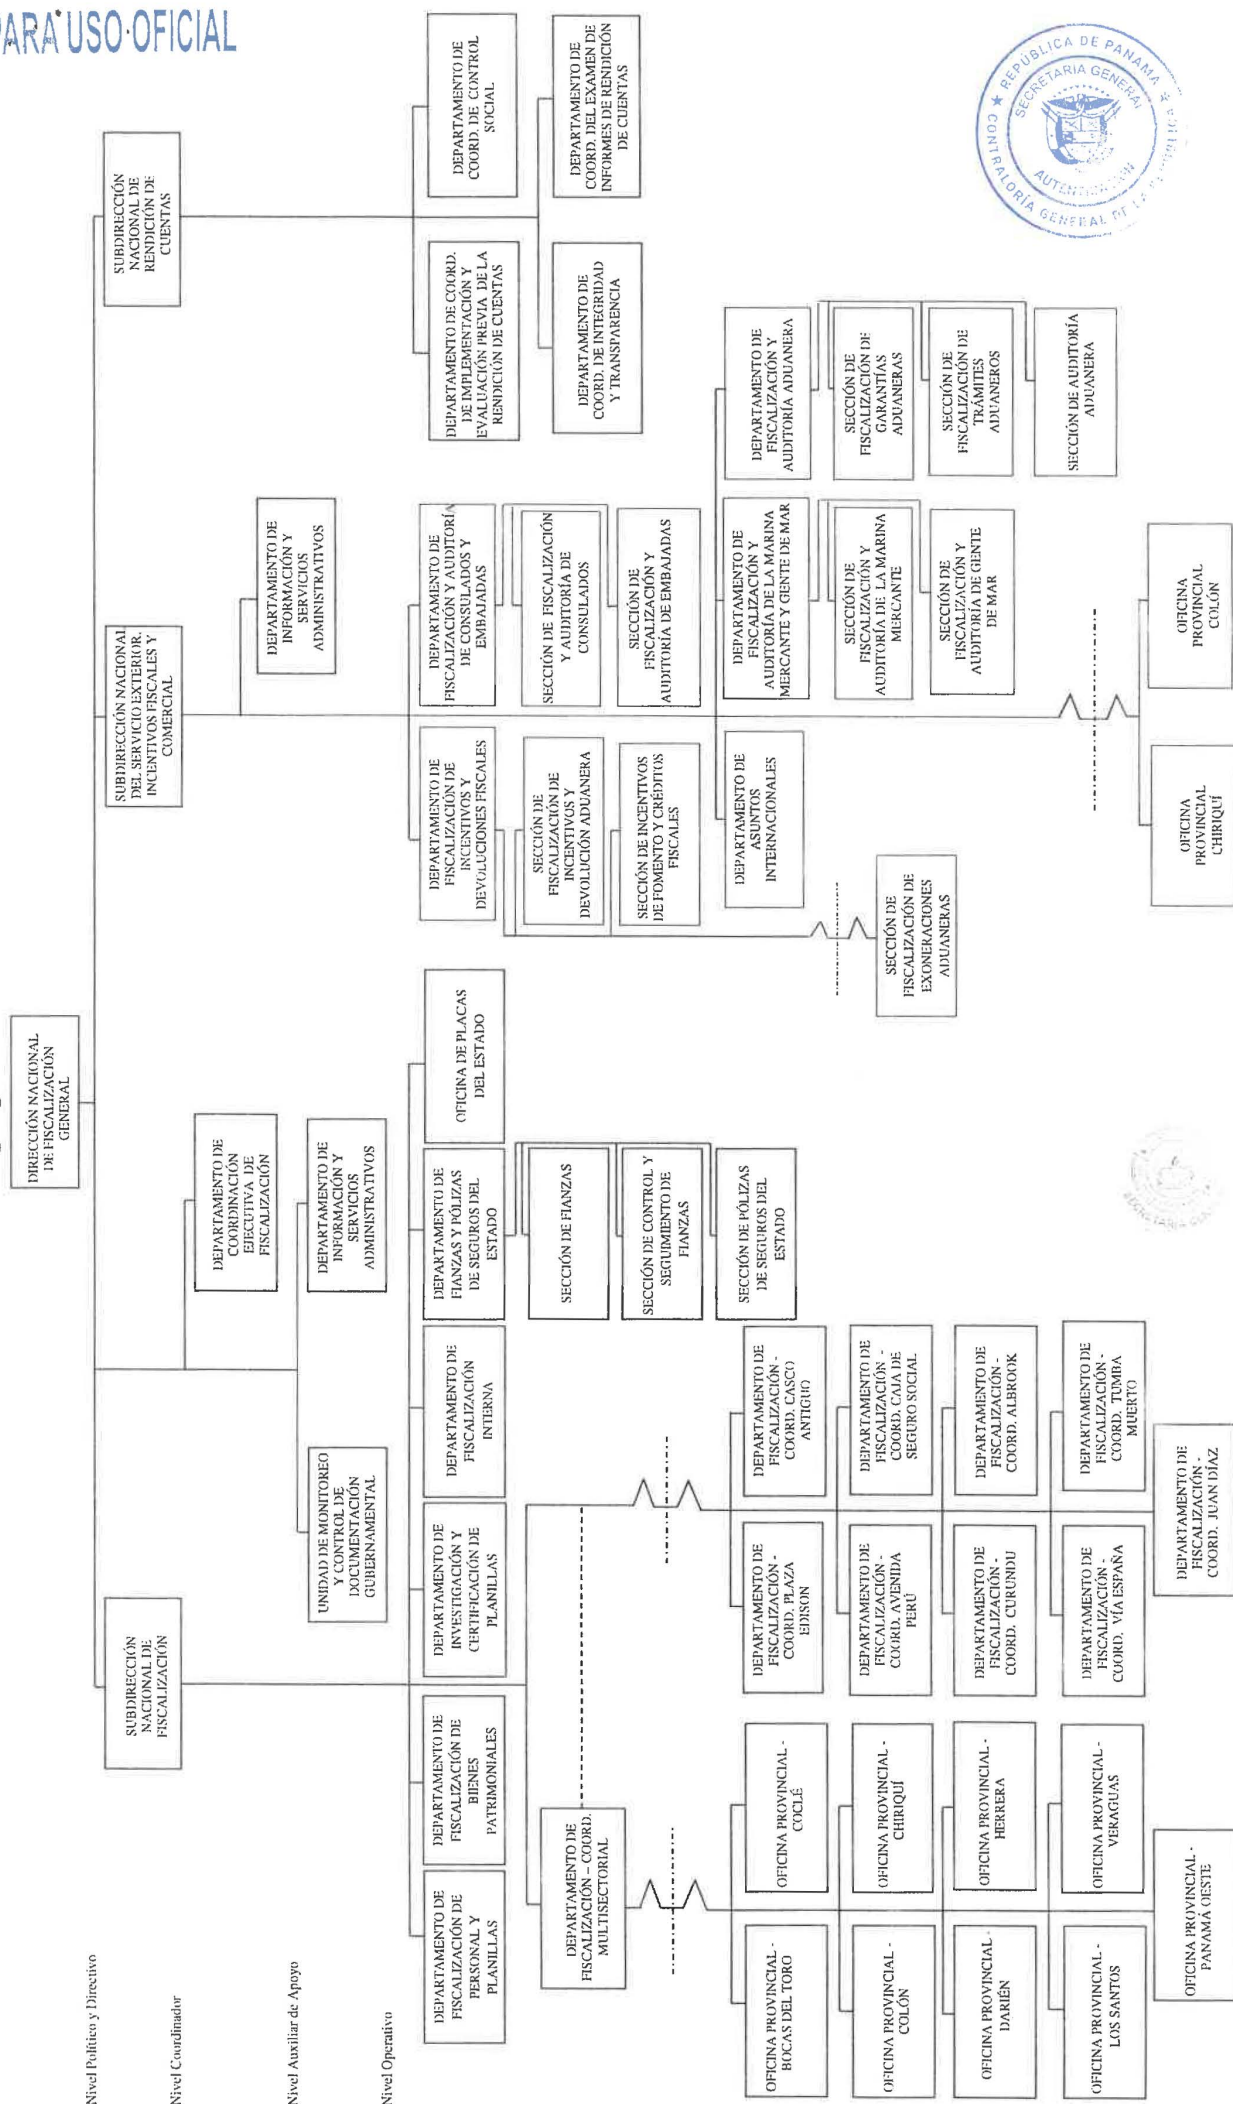 PARA USO OFICIAL
DIRECCIÓN NACIONAL
DE FISCALIZACIÓN
GENERAL
Nivel Político y Directivo
SUBDIRECCIÓN
NACIONAL DE
FISCALIZACIÓN
SUBDIRECCIÓN NACIONAL
DEL SERVICIO EXTERIOR,
INCENTIVOS FISCALES Y
COMERCIAL
SUBDIRECCIÓN
NACIONAL DE
RENDICIÓN DE
CUENTAS
Nivel Coordinador
DEPARTAMENTO DE
COORDINACIÓN
EJECUTIVA DE
FISCALIZACIÓN
Nivel Auxiliar de Apoyo
UNIDAD DE MONITOREO
Y CONTROL DE
DOCUMENTACIÓN
GUBERNAMENTAL
DEPARTAMENTO DE
INFORMACIÓN Y
SERVICIOS
ADMINISTRATIVOS
DEPARTAMENTO DE
INFORMACIÓN Y
SERVICIOS
ADMINISTRATIVOS
Nivel Operativo
DEPARTAMENTO DE
FISCALIZACIÓN DE
PERSONAL Y
PLANILLAS
DEPARTAMENTO DE
FISCALIZACIÓN DE
BIENES
PATRIMONIALES
DEPARTAMENTO DE
INVESTIGACIÓN Y
CERTIFICACIÓN DE
PLANILLAS
DEPARTAMENTO DE
FISCALIZACIÓN
INTERNA
DEPARTAMENTO DE
FIANZAS Y PÓLIZAS
DE SEGUROS DEL
ESTADO
OFICINA DE PLACAS
DEL ESTADO
SECCIÓN DE FIANZAS
SECCIÓN DE CONTROL Y
SEGUIMIENTO DE
FIANZAS
SECCIÓN DE PÓLIZAS
DE SEGUROS DEL
ESTADO
DEPARTAMENTO DE
FISCALIZACIÓN – COORD.
MULTISECTORIAL
OFICINA PROVINCIAL -
BOCAS DEL TORO
OFICINA PROVINCIAL -
COCLÉ
OFICINA PROVINCIAL -
COLÓN
OFICINA PROVINCIAL -
CHIRIQUÍ
OFICINA PROVINCIAL -
DARIÉN
OFICINA PROVINCIAL -
HERRERA
OFICINA PROVINCIAL -
LOS SANTOS
OFICINA PROVINCIAL -
VERAGUAS
OFICINA PROVINCIAL -
PANAMÁ OESTE
DEPARTAMENTO DE
FISCALIZACIÓN -
COORD. PLAZA
EDISON
DEPARTAMENTO DE
FISCALIZACIÓN -
COORD. CASCO
ANTIGUO
DEPARTAMENTO DE
FISCALIZACIÓN -
COORD. AVENIDA
PERÚ
DEPARTAMENTO DE
FISCALIZACIÓN -
COORD. CAJA DE
SEGURO SOCIAL
DEPARTAMENTO DE
FISCALIZACIÓN -
COORD. CURUNDU
DEPARTAMENTO DE
FISCALIZACIÓN -
COORD. ALBROOK
DEPARTAMENTO DE
FISCALIZACIÓN -
COORD. VÍA ESPAÑA
DEPARTAMENTO DE
FISCALIZACIÓN -
COORD. TUMBA
MUERTO
DEPARTAMENTO DE
FISCALIZACIÓN -
COORD. JUAN DÍAZ
DEPARTAMENTO DE
FISCALIZACIÓN DE
INCENTIVOS Y
DEVOLUCIONES FISCALES
SECCIÓN DE
FISCALIZACIÓN DE
INCENTIVOS Y
DEVOLUCIÓN ADUANERA
SECCIÓN DE INCENTIVOS
DE FOMENTO Y CRÉDITOS
FISCALES
SECCIÓN DE
FISCALIZACIÓN DE
EXONERACIONES
ADUANERAS
DEPARTAMENTO DE
FISCALIZACIÓN Y AUDITORÍA
DE CONSULADOS Y
EMBAJADAS
SECCIÓN DE FISCALIZACIÓN
Y AUDITORÍA DE
CONSULADOS
SECCIÓN DE
FISCALIZACIÓN Y
AUDITORÍA DE EMBAJADAS
DEPARTAMENTO DE
ASUNTOS
INTERNACIONALES
DEPARTAMENTO DE
FISCALIZACIÓN Y
AUDITORÍA DE LA MARINA
MERCANTE Y GENTE DE MAR
SECCIÓN DE
FISCALIZACIÓN Y
AUDITORÍA DE LA MARINA
MERCANTE
SECCIÓN DE
FISCALIZACIÓN Y
AUDITORÍA DE GENTE
DE MAR
DEPARTAMENTO DE
FISCALIZACIÓN Y
AUDITORÍA ADUANERA
SECCIÓN DE
FISCALIZACIÓN DE
GARANTÍAS
ADUANERAS
SECCIÓN DE
FISCALIZACIÓN DE
TRÁMITES
ADUANEROS
SECCIÓN DE AUDITORÍA
ADUANERA
OFICINA
PROVINCIAL
CHIRIQUÍ
OFICINA
PROVINCIAL
COLÓN
DEPARTAMENTO DE COORD.
DE IMPLEMENTACIÓN Y
EVALUACIÓN PREVIA DE LA
RENDICIÓN DE CUENTAS
DEPARTAMENTO DE
COORD. DE CONTROL
SOCIAL
DEPARTAMENTO DE
COORD. DE INTEGRIDAD
Y TRANSPARENCIA
DEPARTAMENTO DE
COORD. DEL EXAMEN DE
INFORMES DE RENDICIÓN
DE CUENTAS
REPÚBLICA DE PANAMÁ
CONTRALORÍA GENERAL DE LA
SECRETARIA GENERAL